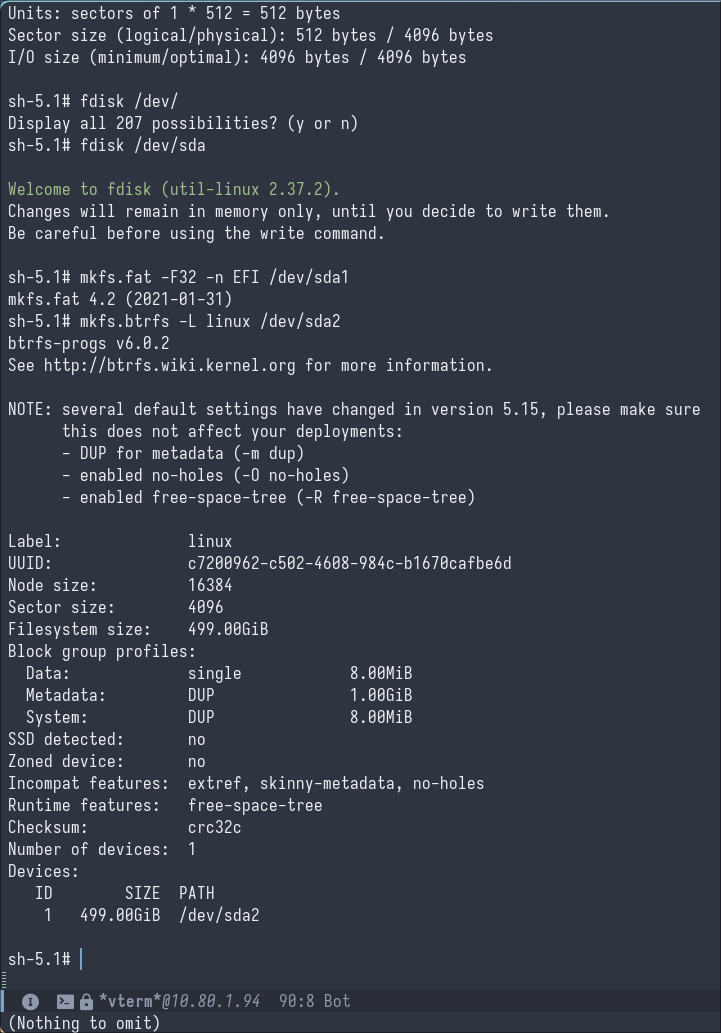 Units: sectors of 1 * 512 = 512 bytes
Sector size (logical/physical): 512 bytes / 4096 bytes
I/O size (minimum/optimal): 4096 bytes / 4096 bytes
sh-5.1# fdisk /dev/
Display all 207 possibilities? (y or n)
sh-5.1# fdisk /dev/sda
Welcome to fdisk (util-linux 2.37.2).
Changes will remain in memory only, until you decide to write them.
Be careful before using the write command.
sh-5.1# mkfs.fat -F32 -n EFI /dev/sda1
mkfs.fat 4.2 (2021-01-31)
sh-5.1# mkfs.btrfs -L linux /dev/sda2
btrfs-progs v6.0.2
See http://btrfs.wiki.kernel.org for more information.
NOTE: several default settings have changed in version 5.15, please make sure
      this does not affect your deployments:
      - DUP for metadata (-m dup)
      - enabled no-holes (-O no-holes)
      - enabled free-space-tree (-R free-space-tree)
Label:              linux
UUID:               c7200962-c502-4608-984c-b1670cafbe6d
Node size:          16384
Sector size:        4096
Filesystem size:    499.00GiB
Block group profiles:
  Data:             single            8.00MiB
  Metadata:         DUP               1.00GiB
  System:           DUP               8.00MiB
SSD detected:       no
Zoned device:       no
Incompat features:  extref, skinny-metadata, no-holes
Runtime features:   free-space-tree
Checksum:           crc32c
Number of devices:  1
Devices:
   ID        SIZE  PATH
    1   499.00GiB  /dev/sda2
sh-5.1#
I *vterm*@10.80.1.94  90:8 Bot
(Nothing to omit)